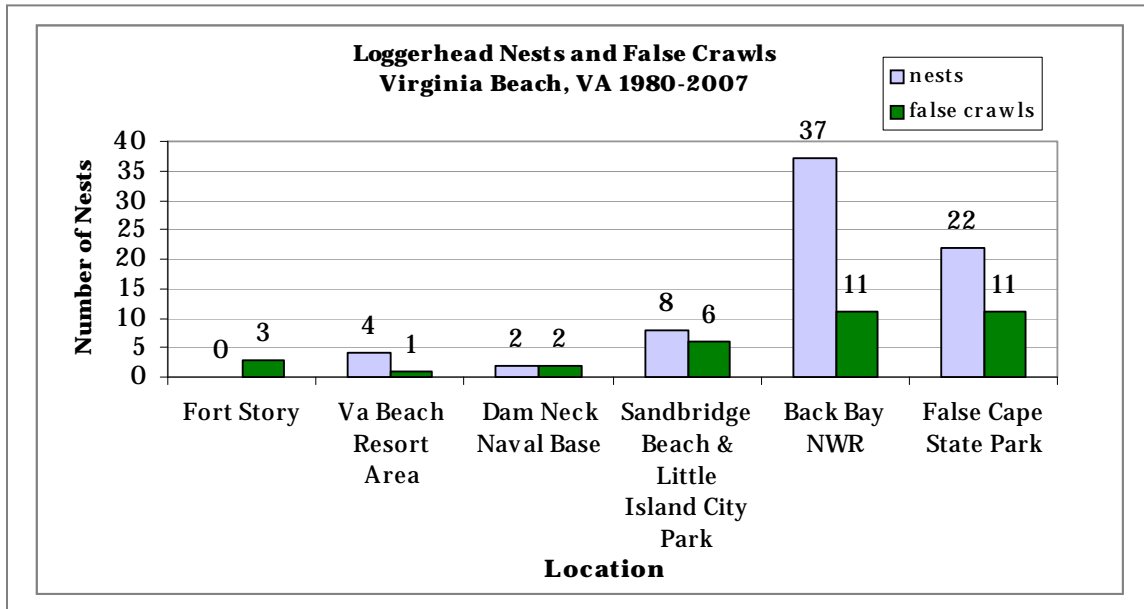 Loggerhead Nests and False Crawls
Virginia Beach, VA 1980-2007
nests
false crawls
Number of Nests
40
35
30
25
20
15
10
5
0
0
3
4
1
2
2
8
6
37
11
22
11
Fort Story
Va Beach
Resort
Area
Dam Neck
Naval Base
Sandbridge
Beach &
Little
Island City
Park
Back Bay
NWR
False Cape
State Park
Location